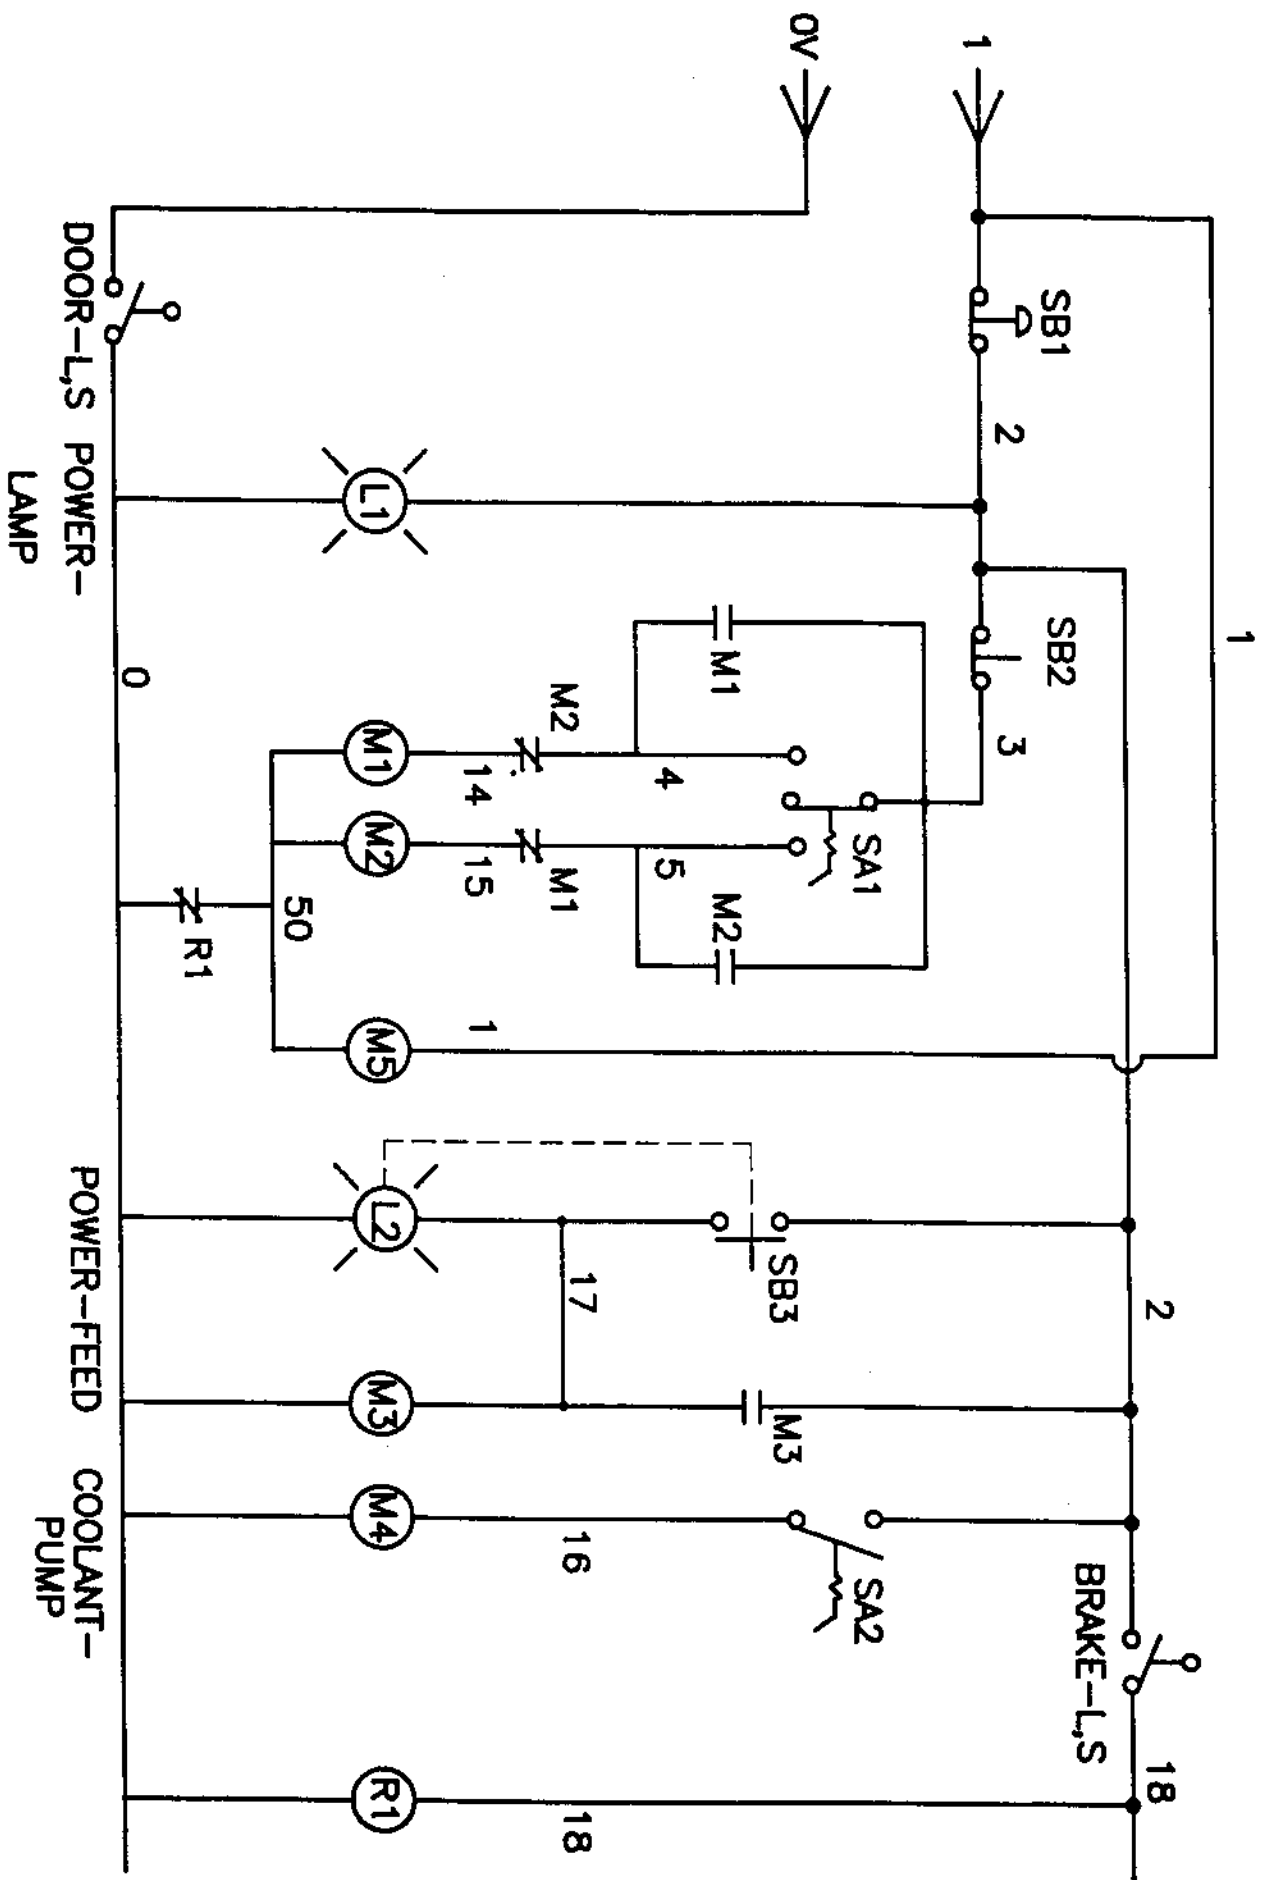 1
0V
SB1
2
1
SB2
3
2
BRAKE-L,S
18
SA1
M1
M2
4
5
M2
M1
14
15
1
SB3
M3
SA2
17
16
18
L1
M1
M2
M5
L2
M3
M4
R1
50
R1
0
DOOR-L,S
POWER-
LAMP
POWER-FEED
COOLANT-
PUMP